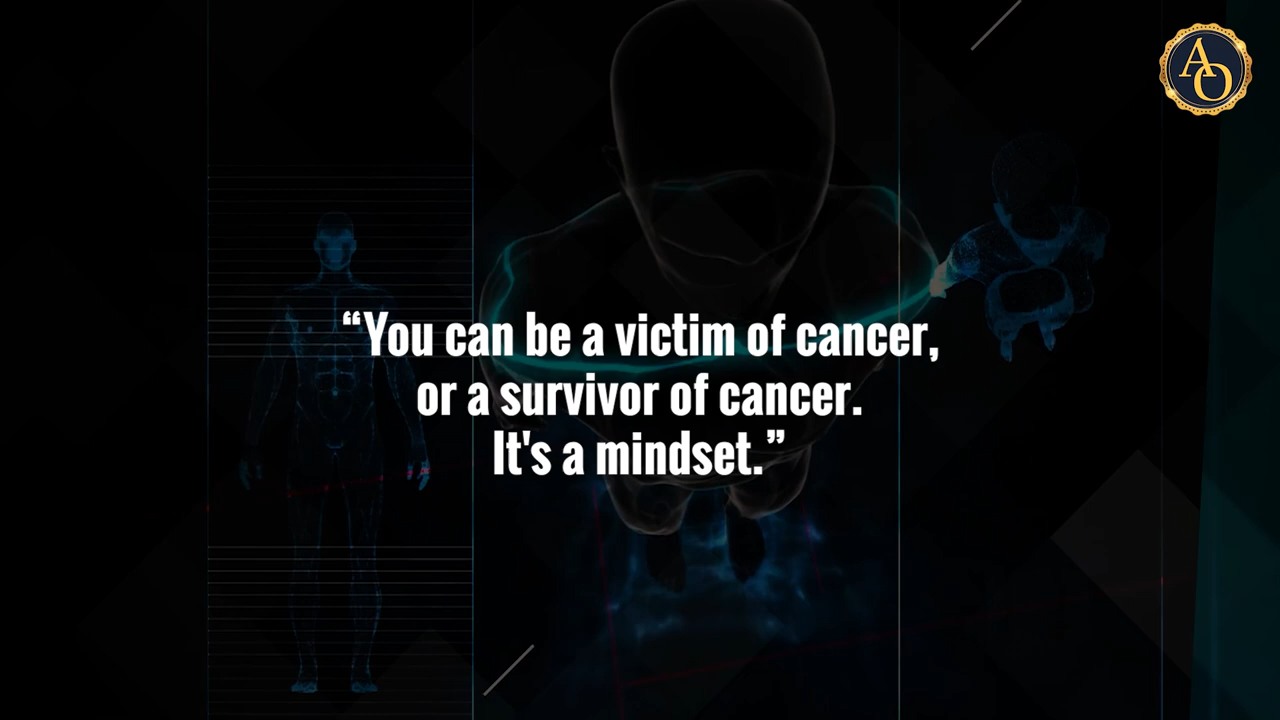 “You can be a victim of cancer,
or a survivor of cancer.
It's a mindset.”
AO